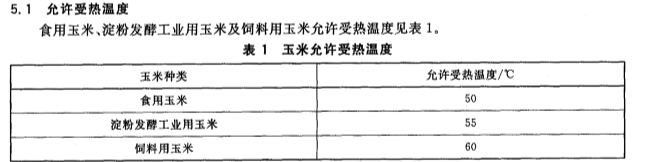 5.1 允许受热温度
食用玉米、淀粉发酵工业用玉米及饲料用玉米允许受热温度见表1。
表1 玉米允许受热温度
玉米种类 允许受热温度/℃
食用玉米 50
淀粉发酵工业用玉米 55
饲料用玉米 60